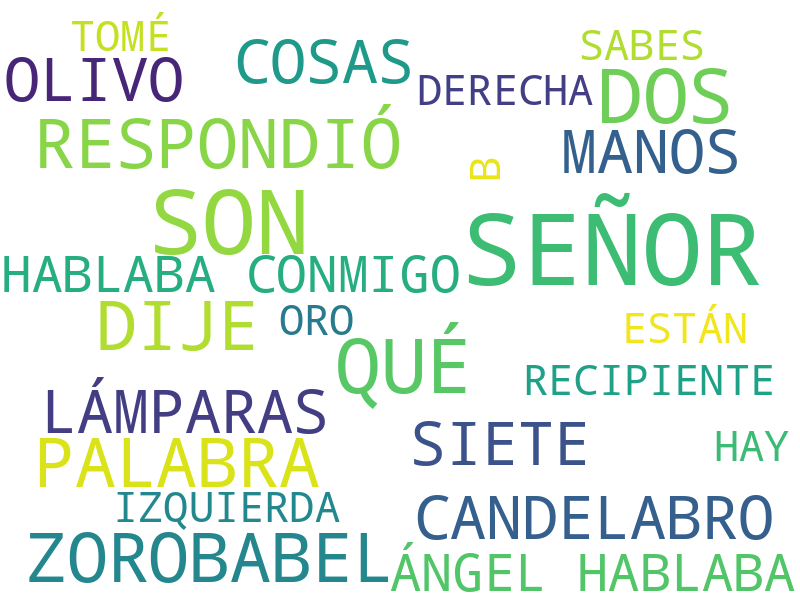 TOMÉ
SABES
OLIVO
COSAS
DERECHA
DOS
RESPONDIÓ
MANOS
B
SON
SEÑOR
HABLABA CONMIGO
DIJE
ORO
ESTÁN
QUÉ
RECIPIENTE
LÁMPARAS
SIETE
HAY
PALABRA
IZQUIERDA
CANDELABRO
ZOROBABEL
ÁNGEL HABLABA